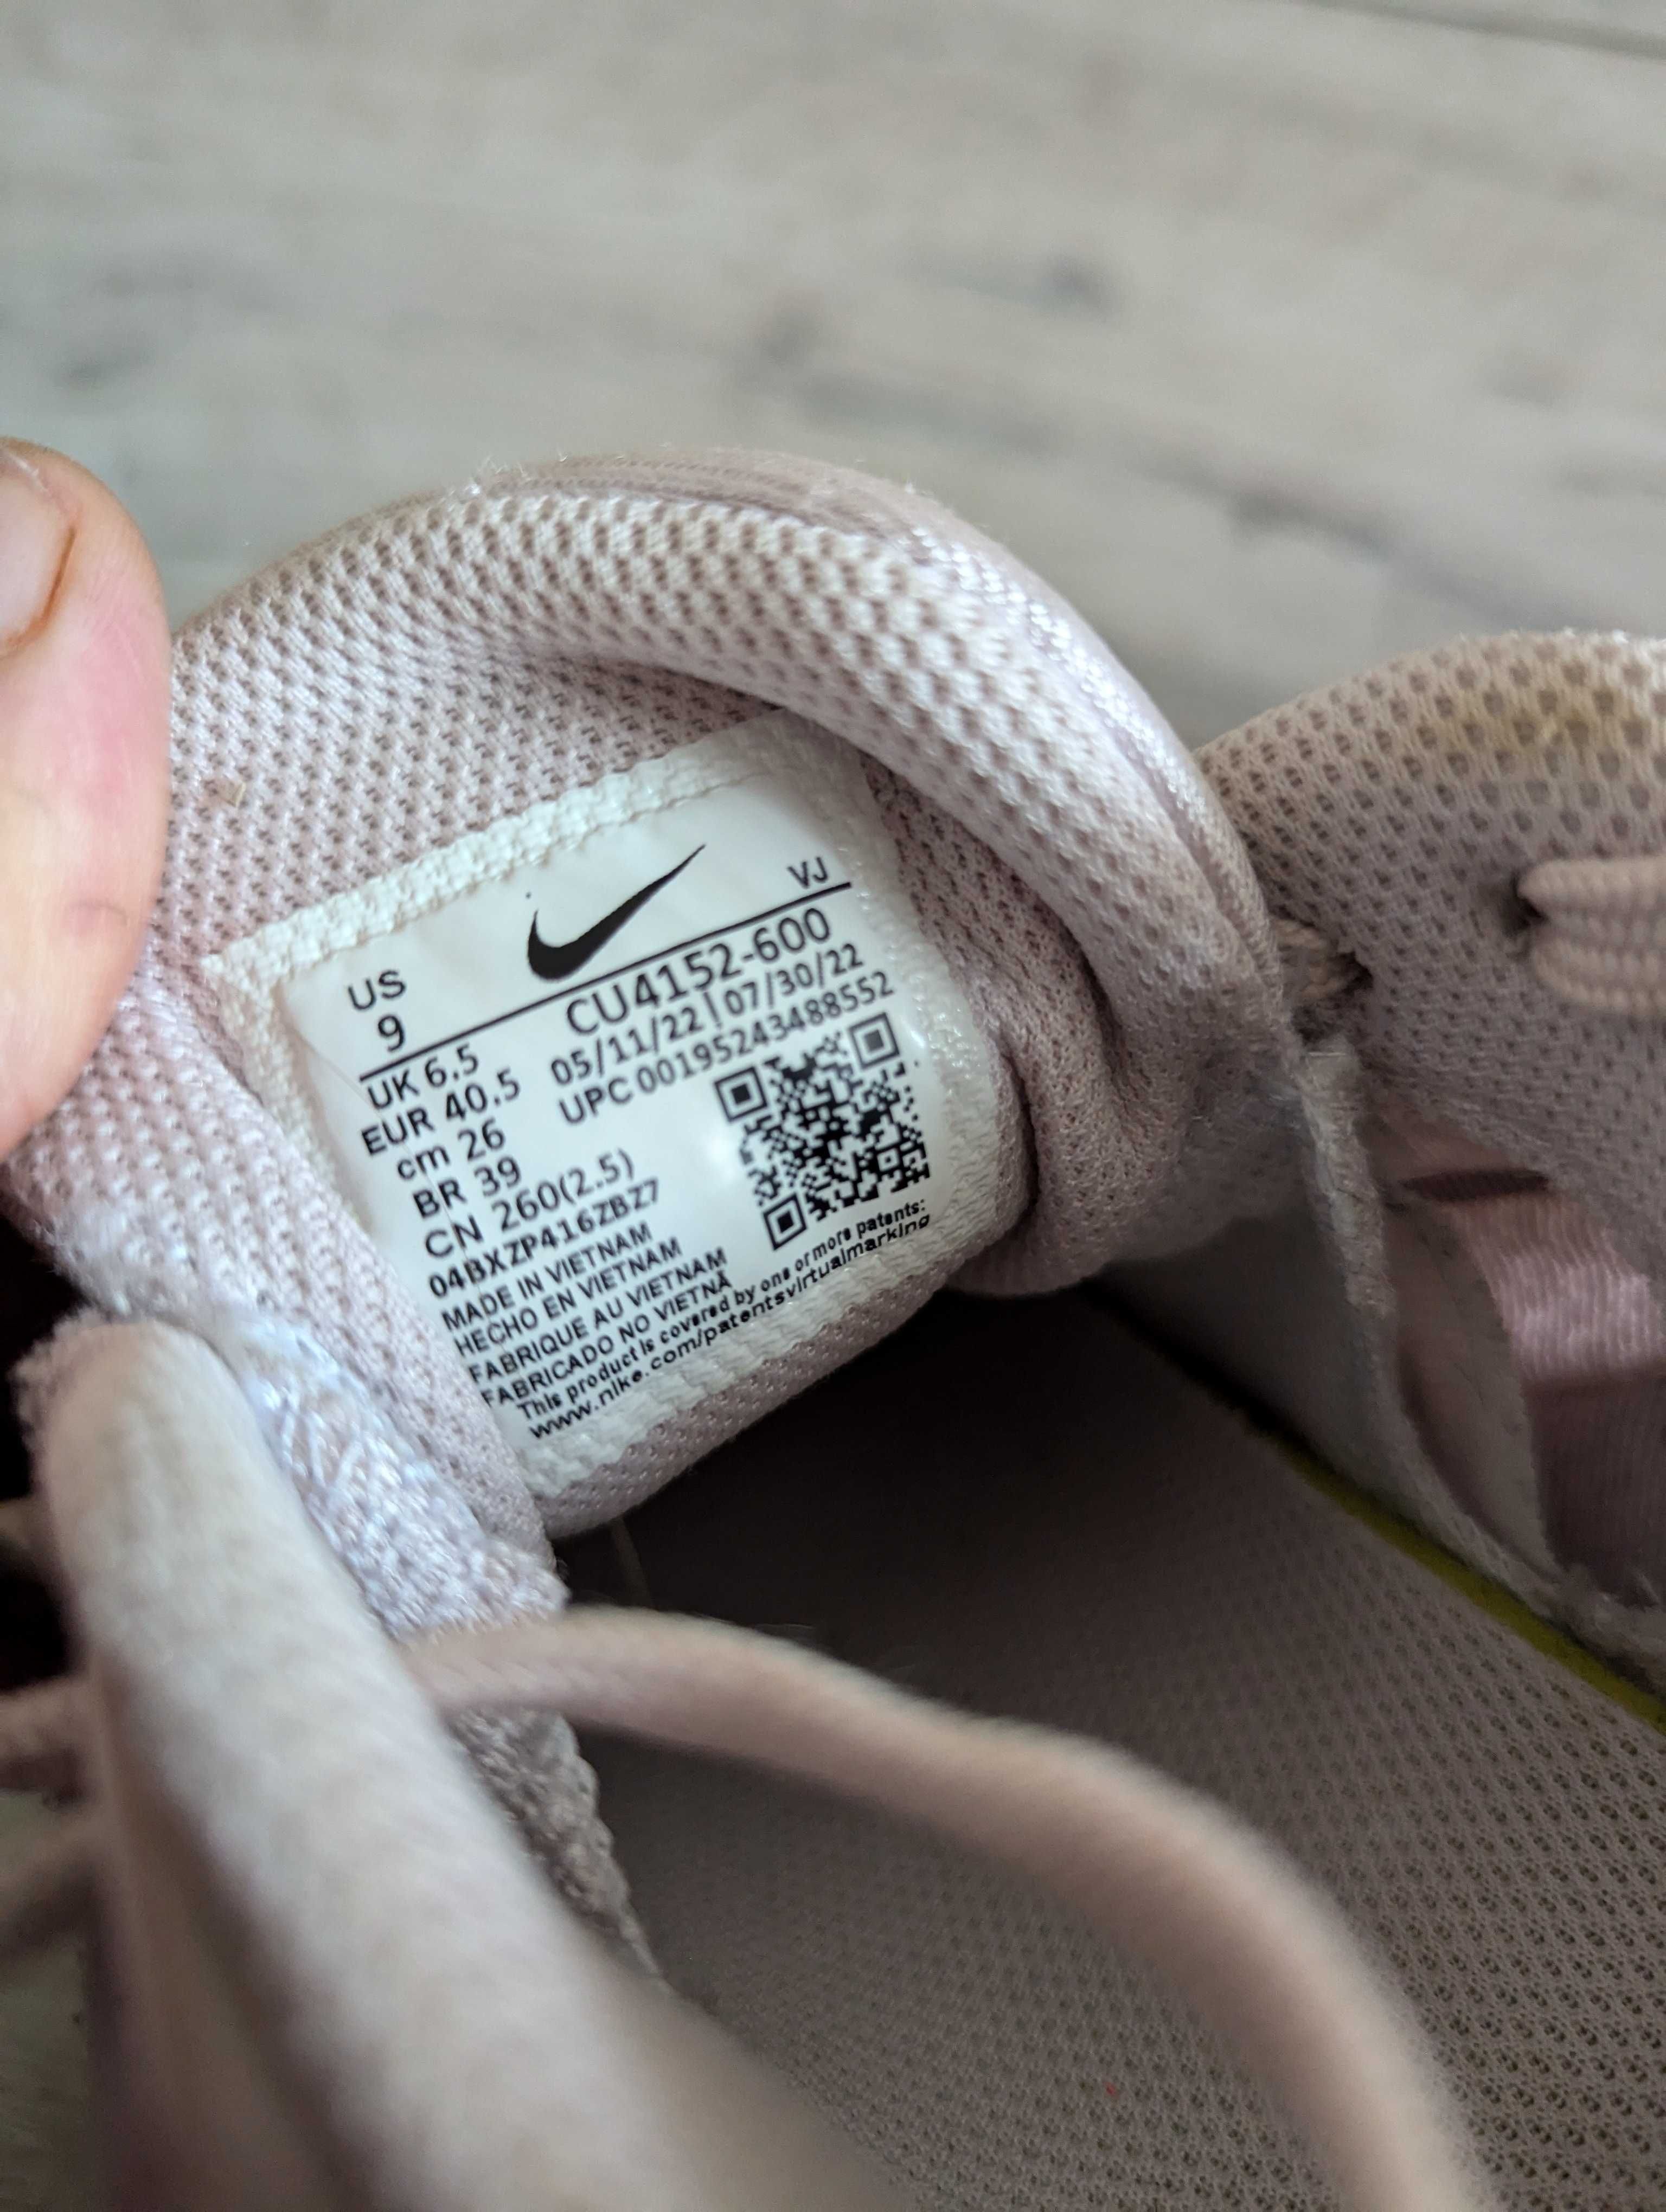 US
9
VJ
UK 6.5
EUR 40.5
cm 26
BR 39
CN 260(2.5)
CU4152-600
05/11/22|07/30/22
UPC 00195243488552
04BXZP416ZBZ7
MADE IN VIETNAM
HECHO EN VIETNAM
FABRIQUE AU VIETNAM
FABRICADO NO VIETNÃ
This product is covered by one or more patents:
www.nike.com/patentsvirtualmarking